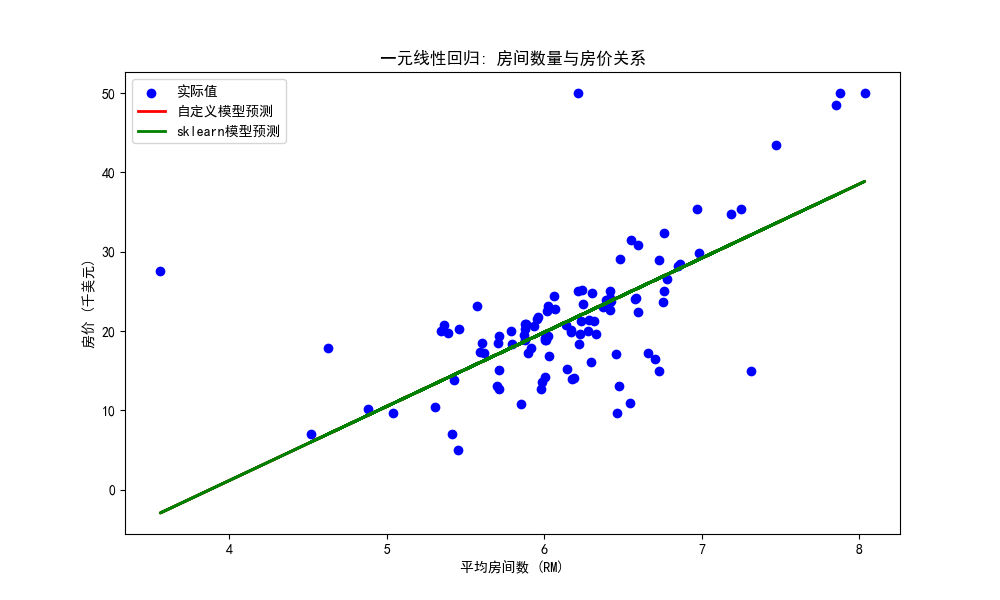 一元线性回归: 房间数量与房价关系
实际值
自定义模型预测
sklearn模型预测
房价 (千美元)
50
40
30
20
10
0
4 5 6 7 8
平均房间数 (RM)